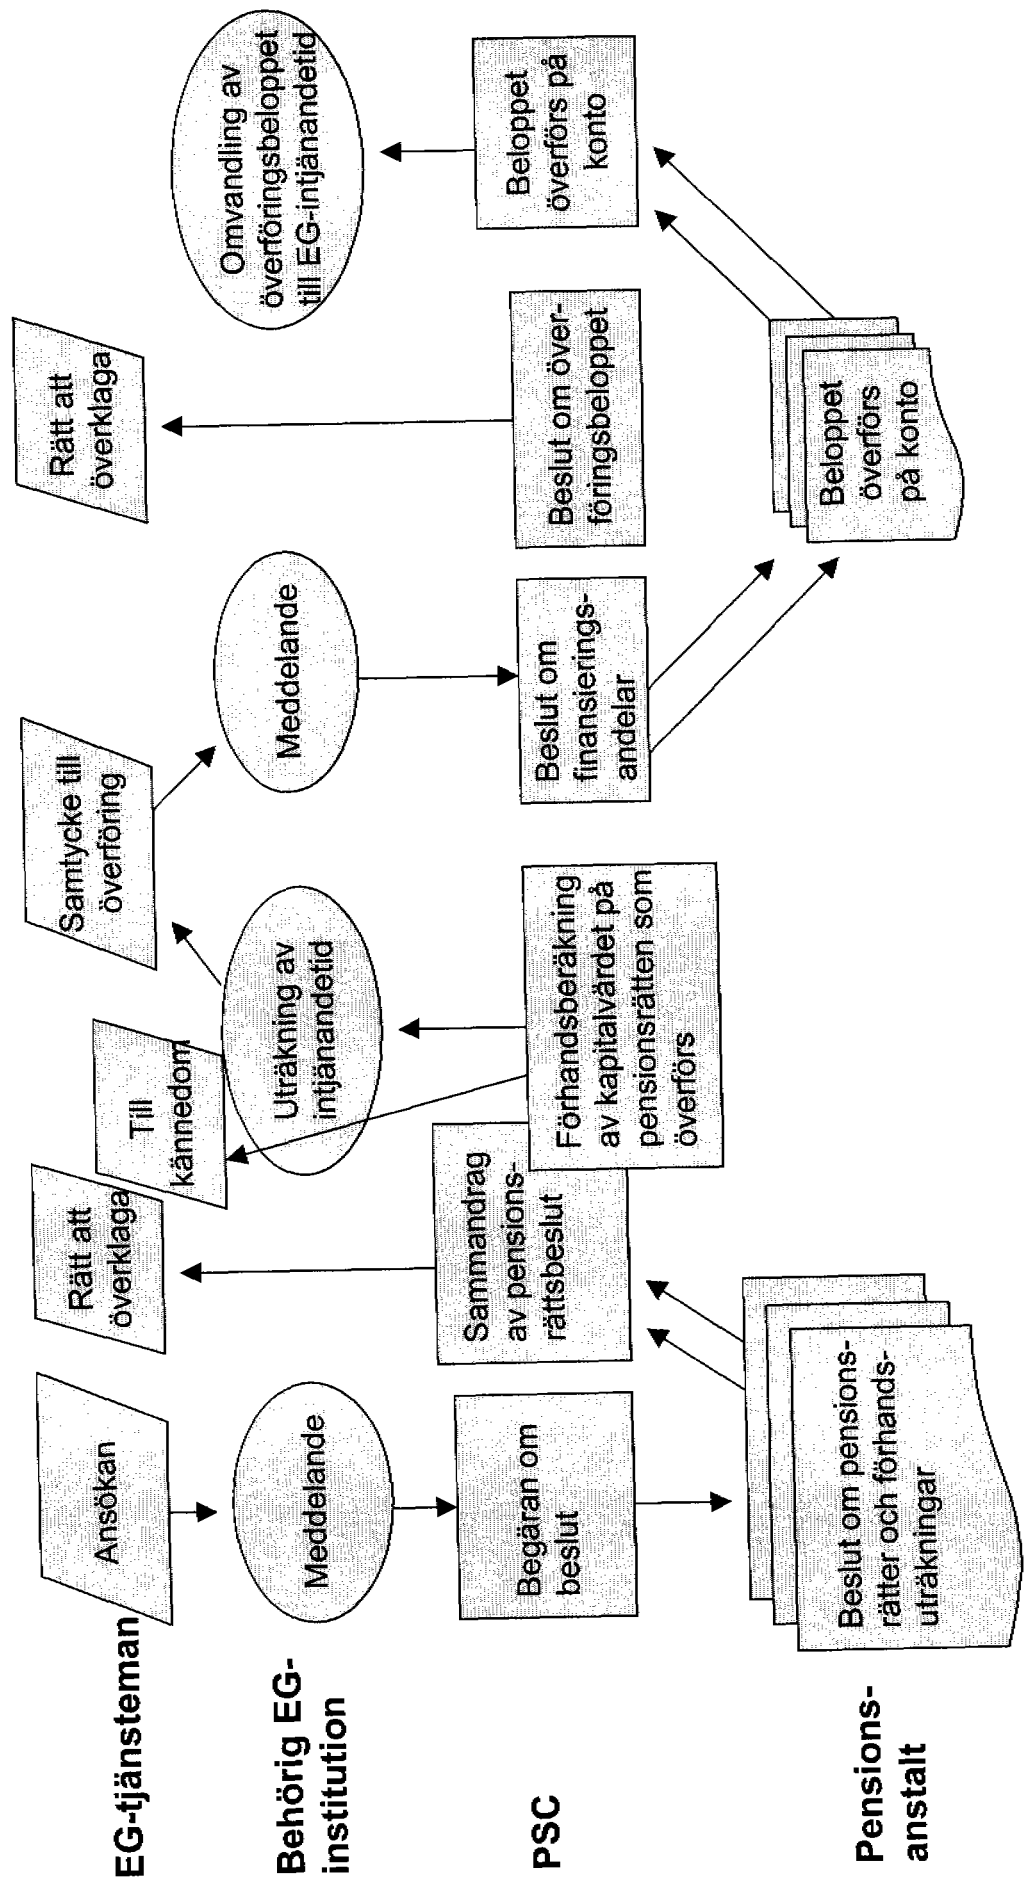 EG-tjänsteman
Ansökan
Rätt att
överklaga
Till
kännedom
Samtycke till
överföring
Rätt att
överklaga
Behörig EG-
institution
Meddelande
Uträkning av
intjänandetid
Meddelande
Omvandling av
överföringsbeloppet
till EG-intjänandetid
PSC
Begäran om
beslut
Sammandrag
av pensions-
rättsbeslut
Förhandsberäkning
av kapitalvärdet på
pensionsrätten som
överförs
Beslut om
finansierings-
andelar
Beslut om över-
föringsbeloppet
Beloppet
överförs på
konto
Pensions-
anstalt
Beslut om pensions-
rätter och förhands-
uträkningar
Beloppet
överförs
på konto